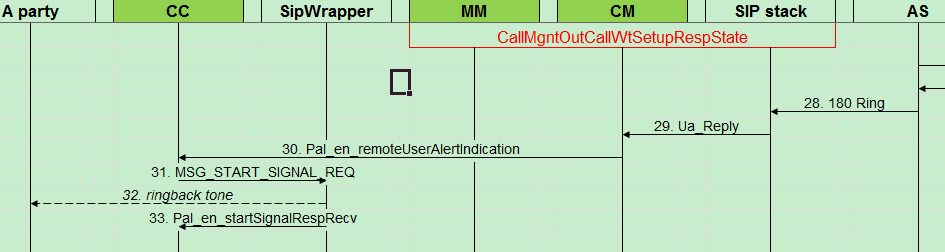 A party CC SipWrapper MM CM SIP stack AS
CallMgntOutCallWtSetupRespState
28. 180 Ring
29. Ua_Reply
30. Pal_en_remoteUserAlertIndication
31. MSG_START_SIGNAL_REQ
32. ringback tone
33. Pal_en_startSignalRespRecv